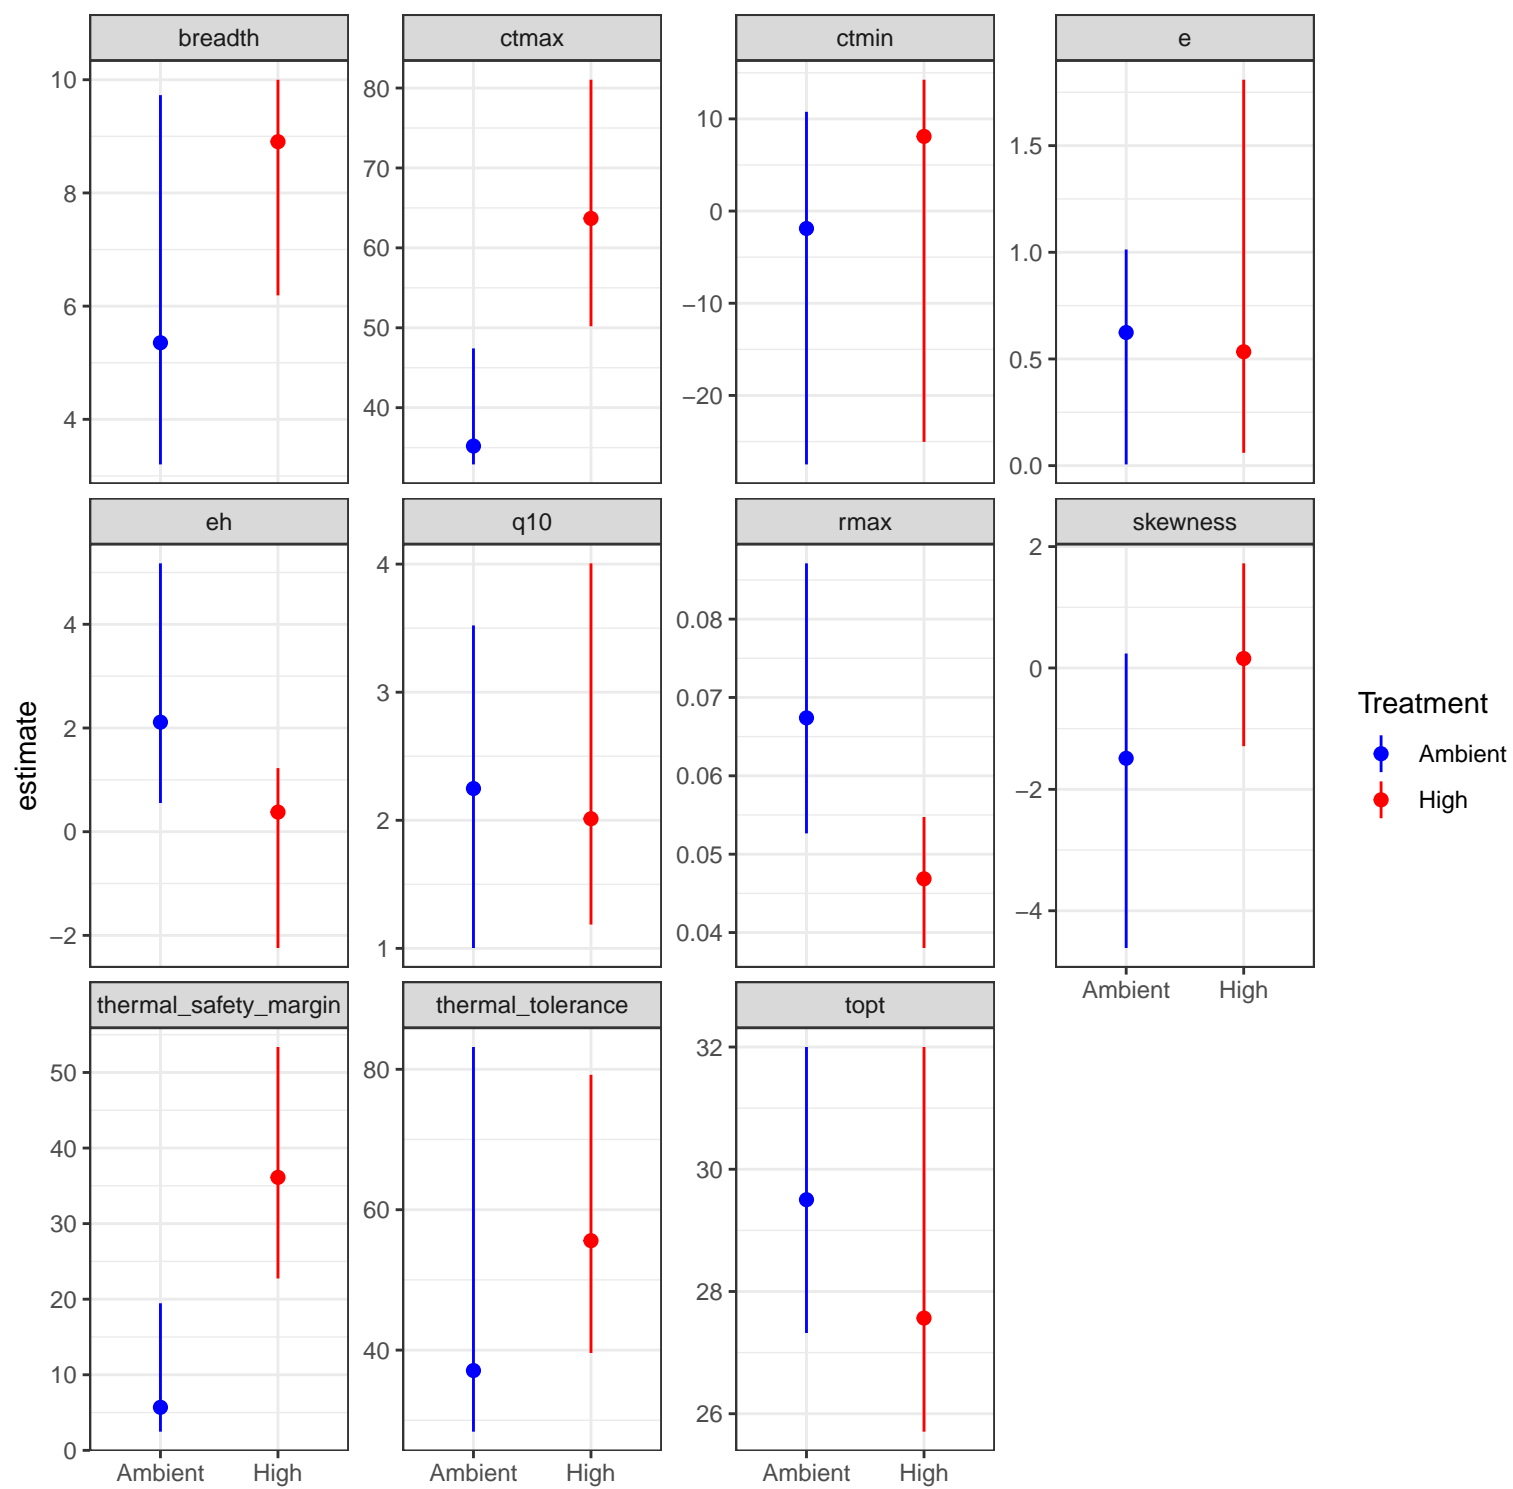 breadth
ctmax
ctmin
e
10
8
6
4
80
70
60
50
40
10
0
−10
−20
1.5
1.0
0.5
0.0
eh
q10
rmax
skewness
4
2
0
−2
4
3
2
1
0.08
0.07
0.06
0.05
0.04
2
0
−2
−4
Ambient
High
thermal_safety_margin
thermal_tolerance
topt
50
40
30
20
10
0
80
60
40
32
30
28
26
Ambient
High
Ambient
High
Ambient
High
estimate
Treatment
Ambient
High